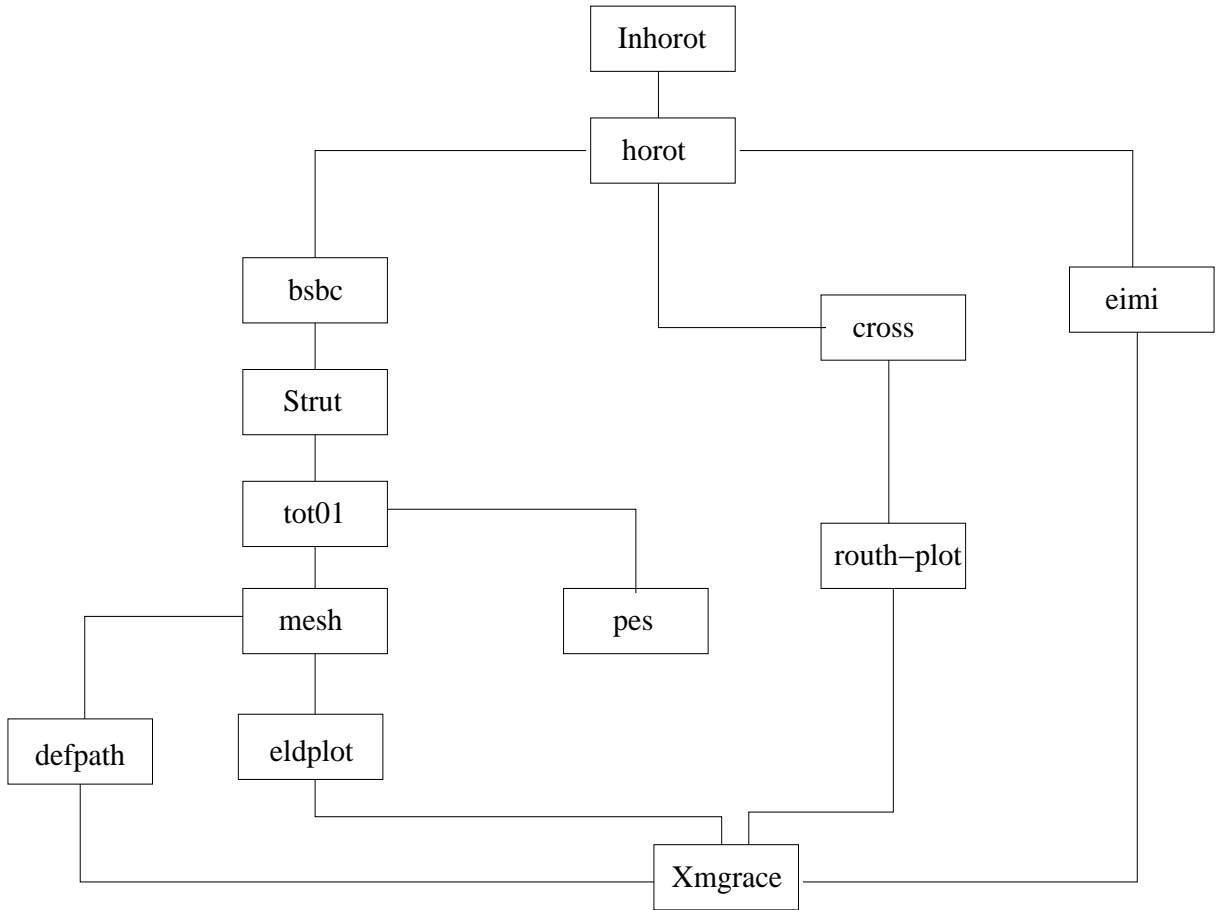 Inhorot
horot
bsbc
eimi
cross
Strut
tot01
routh−plot
mesh
pes
defpath
eldplot
Xmgrace